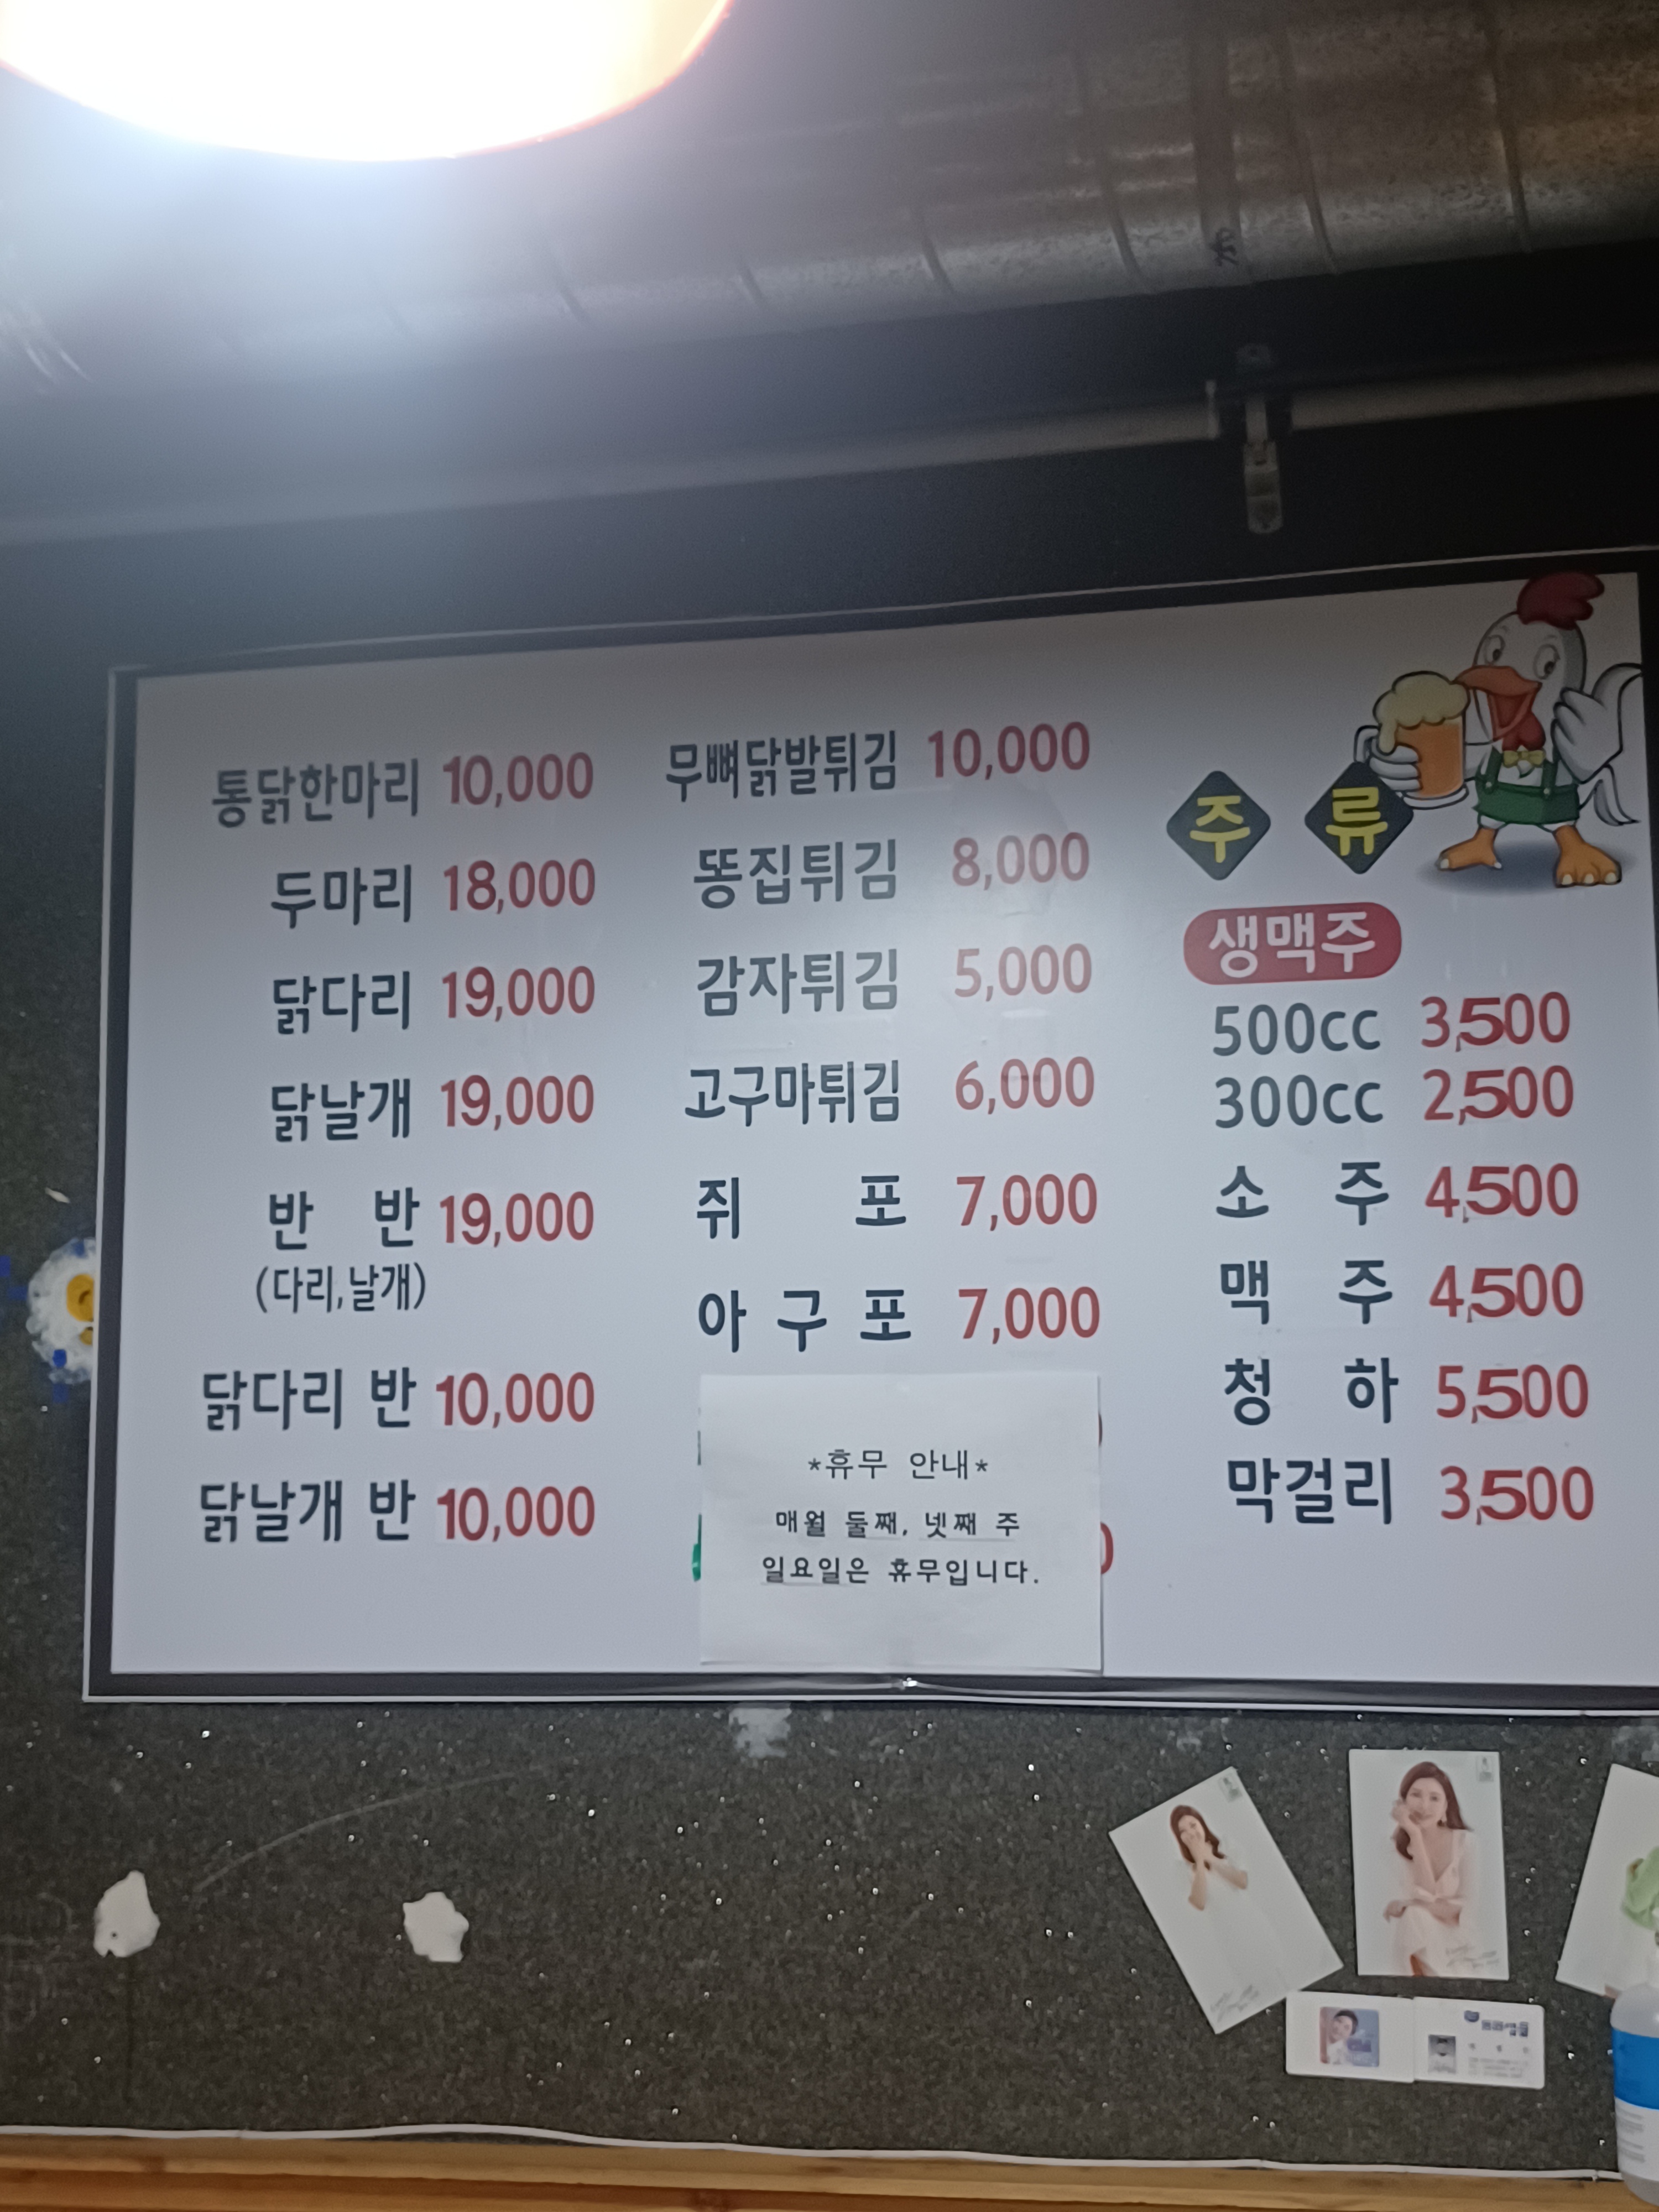 통닭한마리 10,000
두마리 18,000
닭다리 19,000
닭날개 19,000
반 반 19,000
(다리,날개)
닭다리 반 10,000
닭날개 반 10,000
무뼈닭발튀김 10,000
똥집튀김 8,000
감자튀김 5,000
고구마튀김 6,000
쥐 포 7,000
아 구 포 7,000
*휴무 안내*
매월 둘째, 넷째 주
일요일은 휴무입니다.
주 류
생맥주
500cc 3,500
300cc 2,500
소 주 4,500
맥 주 4,500
청 하 5,500
막걸리 3,500